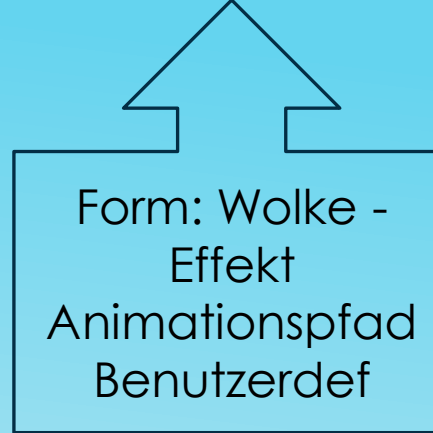 Form: Wolke -
Effekt
Animationspfad
Benutzerdef